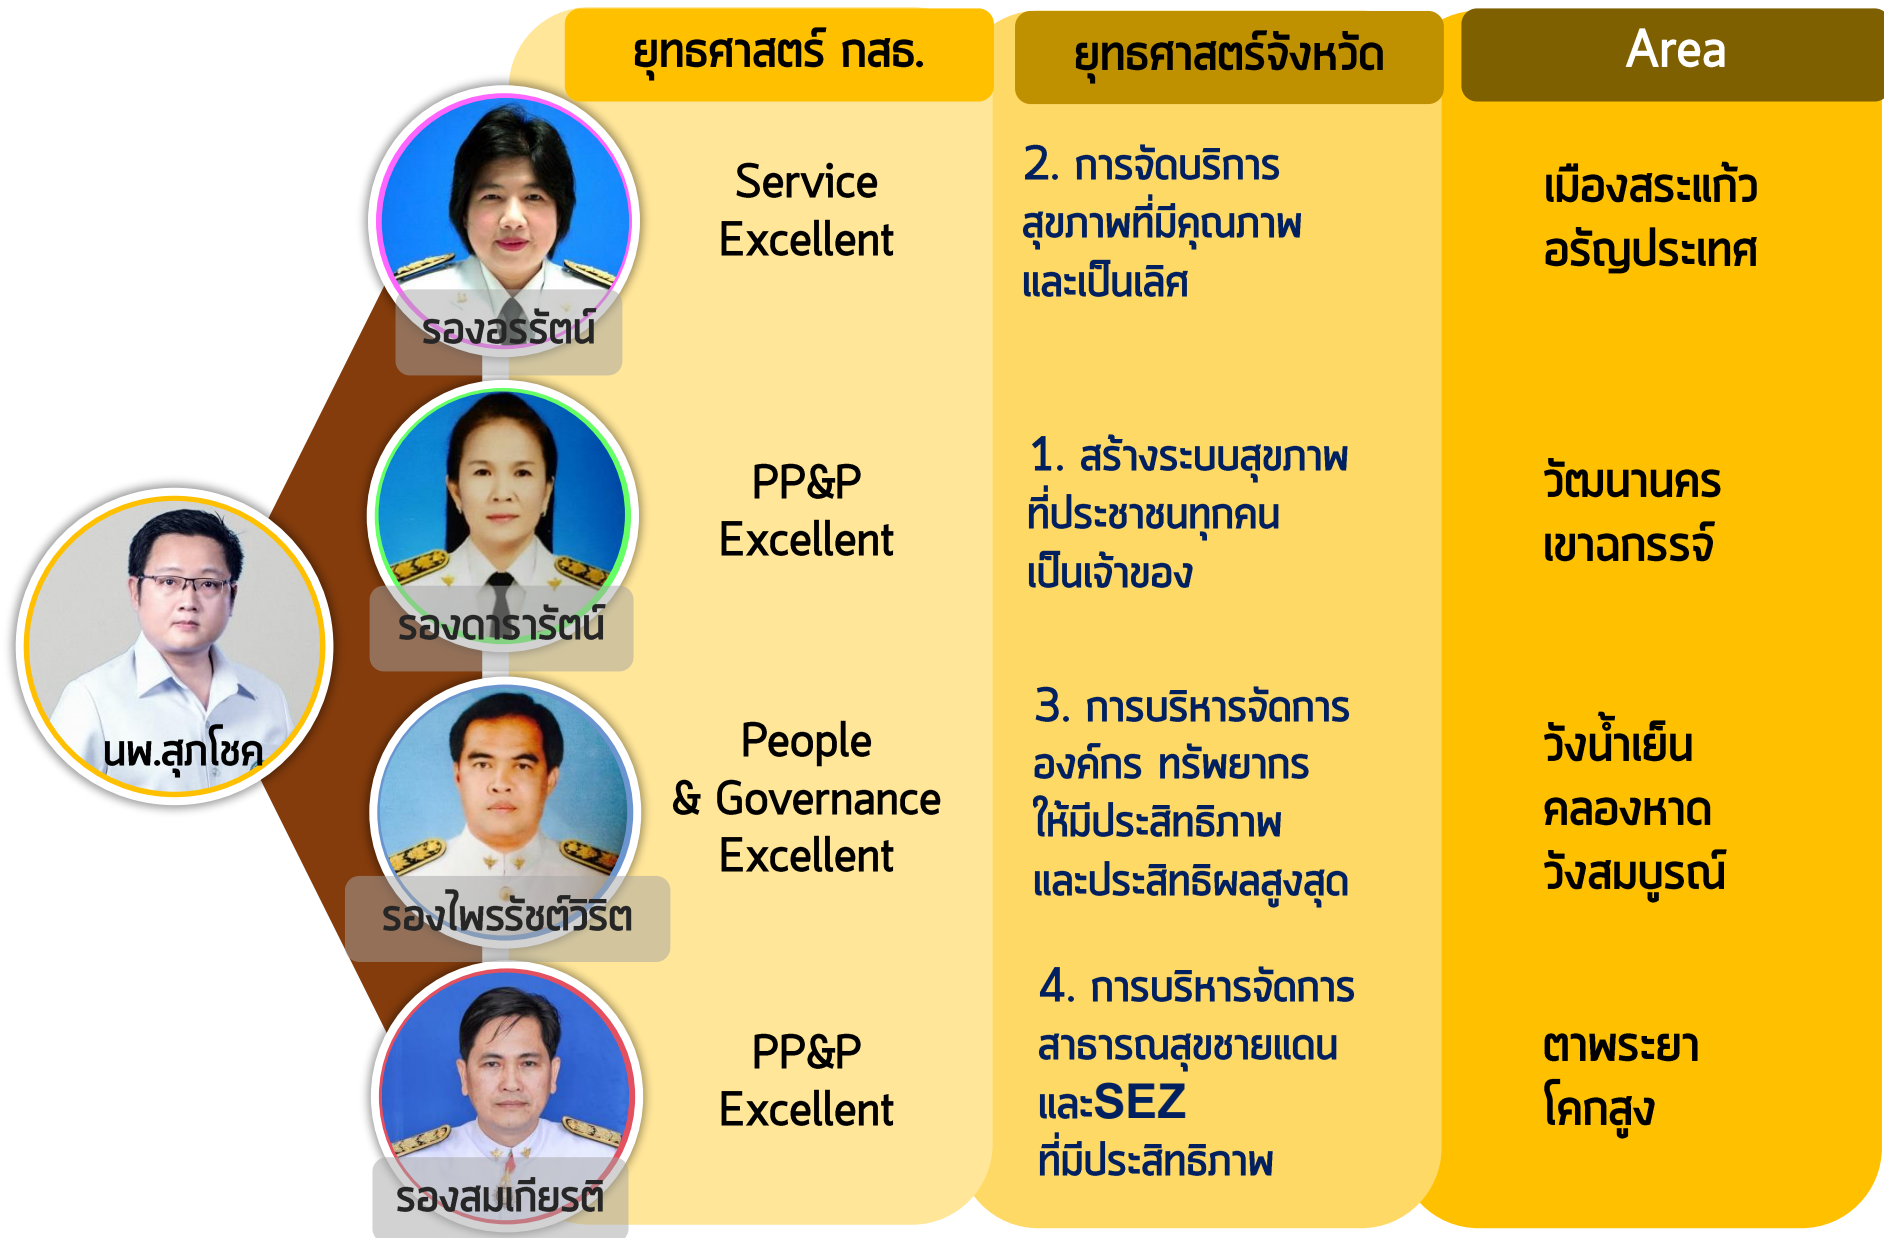 ยุทธศาสตร์ กสธ.
ยุทธศาสตร์จังหวัด
Area
นพ.สุภโชค
รองอรรัตน์
Service
Excellent
2. การจัดบริการ
สุขภาพที่มีคุณภาพ
และเป็นเลิศ
เมืองสระแก้ว
อรัญประเทศ
รองดารารัตน์
PP&P
Excellent
1. สร้างระบบสุขภาพ
ที่ประชาชนทุกคน
เป็นเจ้าของ
วัฒนานคร
เขาฉกรรจ์
รองไพรรัชต์วิริต
People
& Governance
Excellent
3. การบริหารจัดการ
องค์กร ทรัพยากร
ให้มีประสิทธิภาพ
และประสิทธิผลสูงสุด
วังน้ำเย็น
คลองหาด
วังสมบูรณ์
รองสมเกียรติ
PP&P
Excellent
4. การบริหารจัดการ
สาธารณสุขชายแดน
และSEZ
ที่มีประสิทธิภาพ
ตาพระยา
โคกสูง